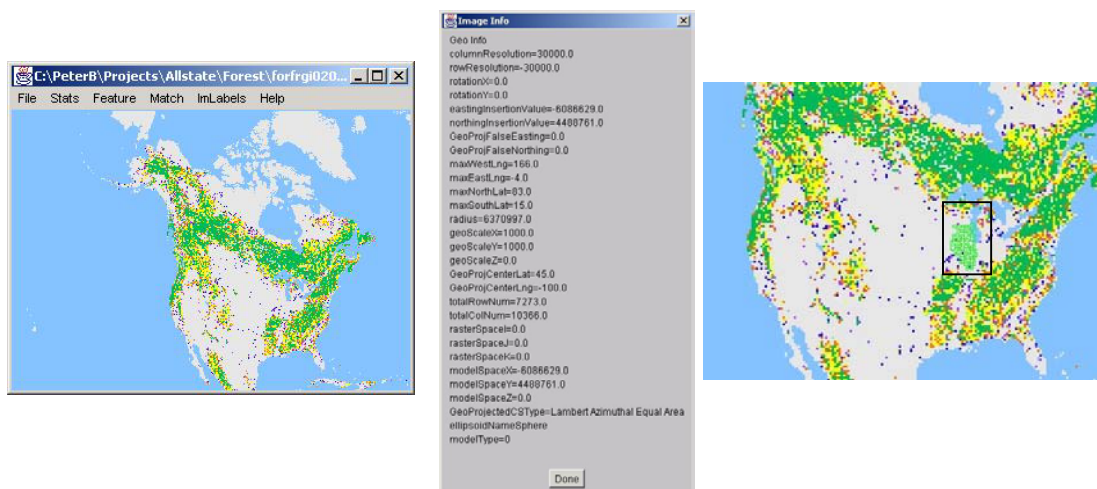 C:\PeterB\Projects\Allstate\Forest\forfrgi020...
File Stats Feature Match ImLabels Help
Image Info
Geo Info
columnResolution=30000.0
rowResolution=-30000.0
rotationX=0.0
rotationY=0.0
eastingInsertionValue=-6086629.0
northingInsertionValue=4488761.0
GeoProjFalseEasting=0.0
GeoProjFalseNorthing=0.0
maxWestLng=166.0
maxEastLng=-4.0
maxNorthLat=83.0
maxSouthLat=15.0
radius=6370997.0
geoScaleX=1000.0
geoScaleY=1000.0
geoScaleZ=0.0
GeoProjCenterLat=45.0
GeoProjCenterLng=-100.0
totalRowNum=7273.0
totalColNum=10366.0
rasterSpaceI=0.0
rasterSpaceJ=0.0
rasterSpaceK=0.0
modelSpaceX=-6086629.0
modelSpaceY=4488761.0
modelSpaceZ=0.0
GeoProjectedCSType=Lambert Azimuthal Equal Area
ellipsoidNameSphere
modelType=0
Done